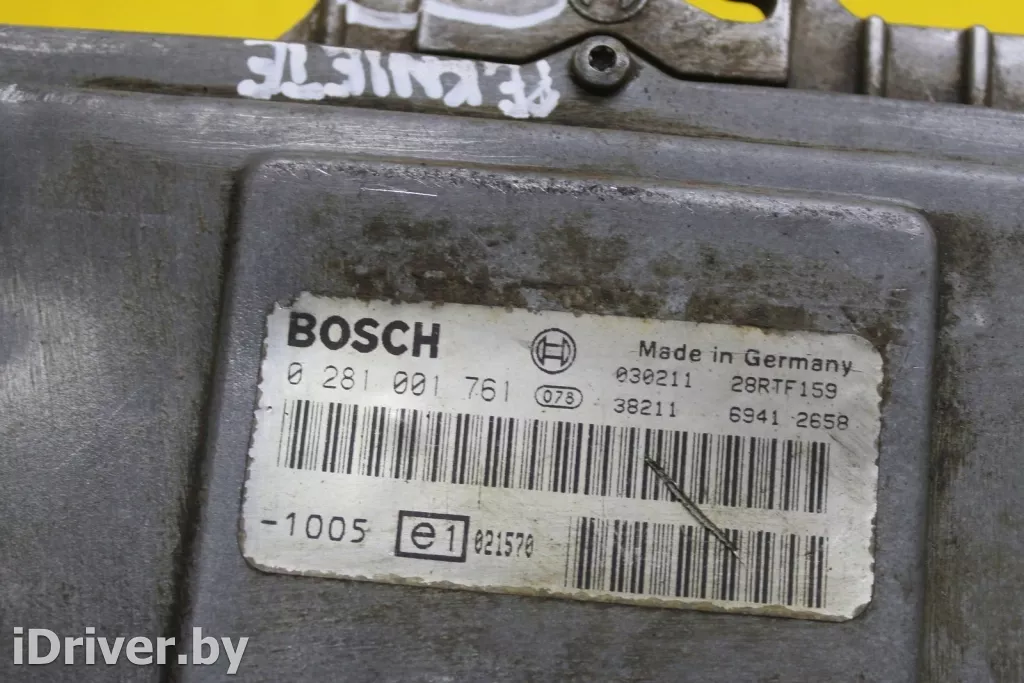 BOSCH
Made in Germany
0 281 001 761 078 030211 28RTF159
38211 6941 2658
-1005 e1 021570
iDriver.by